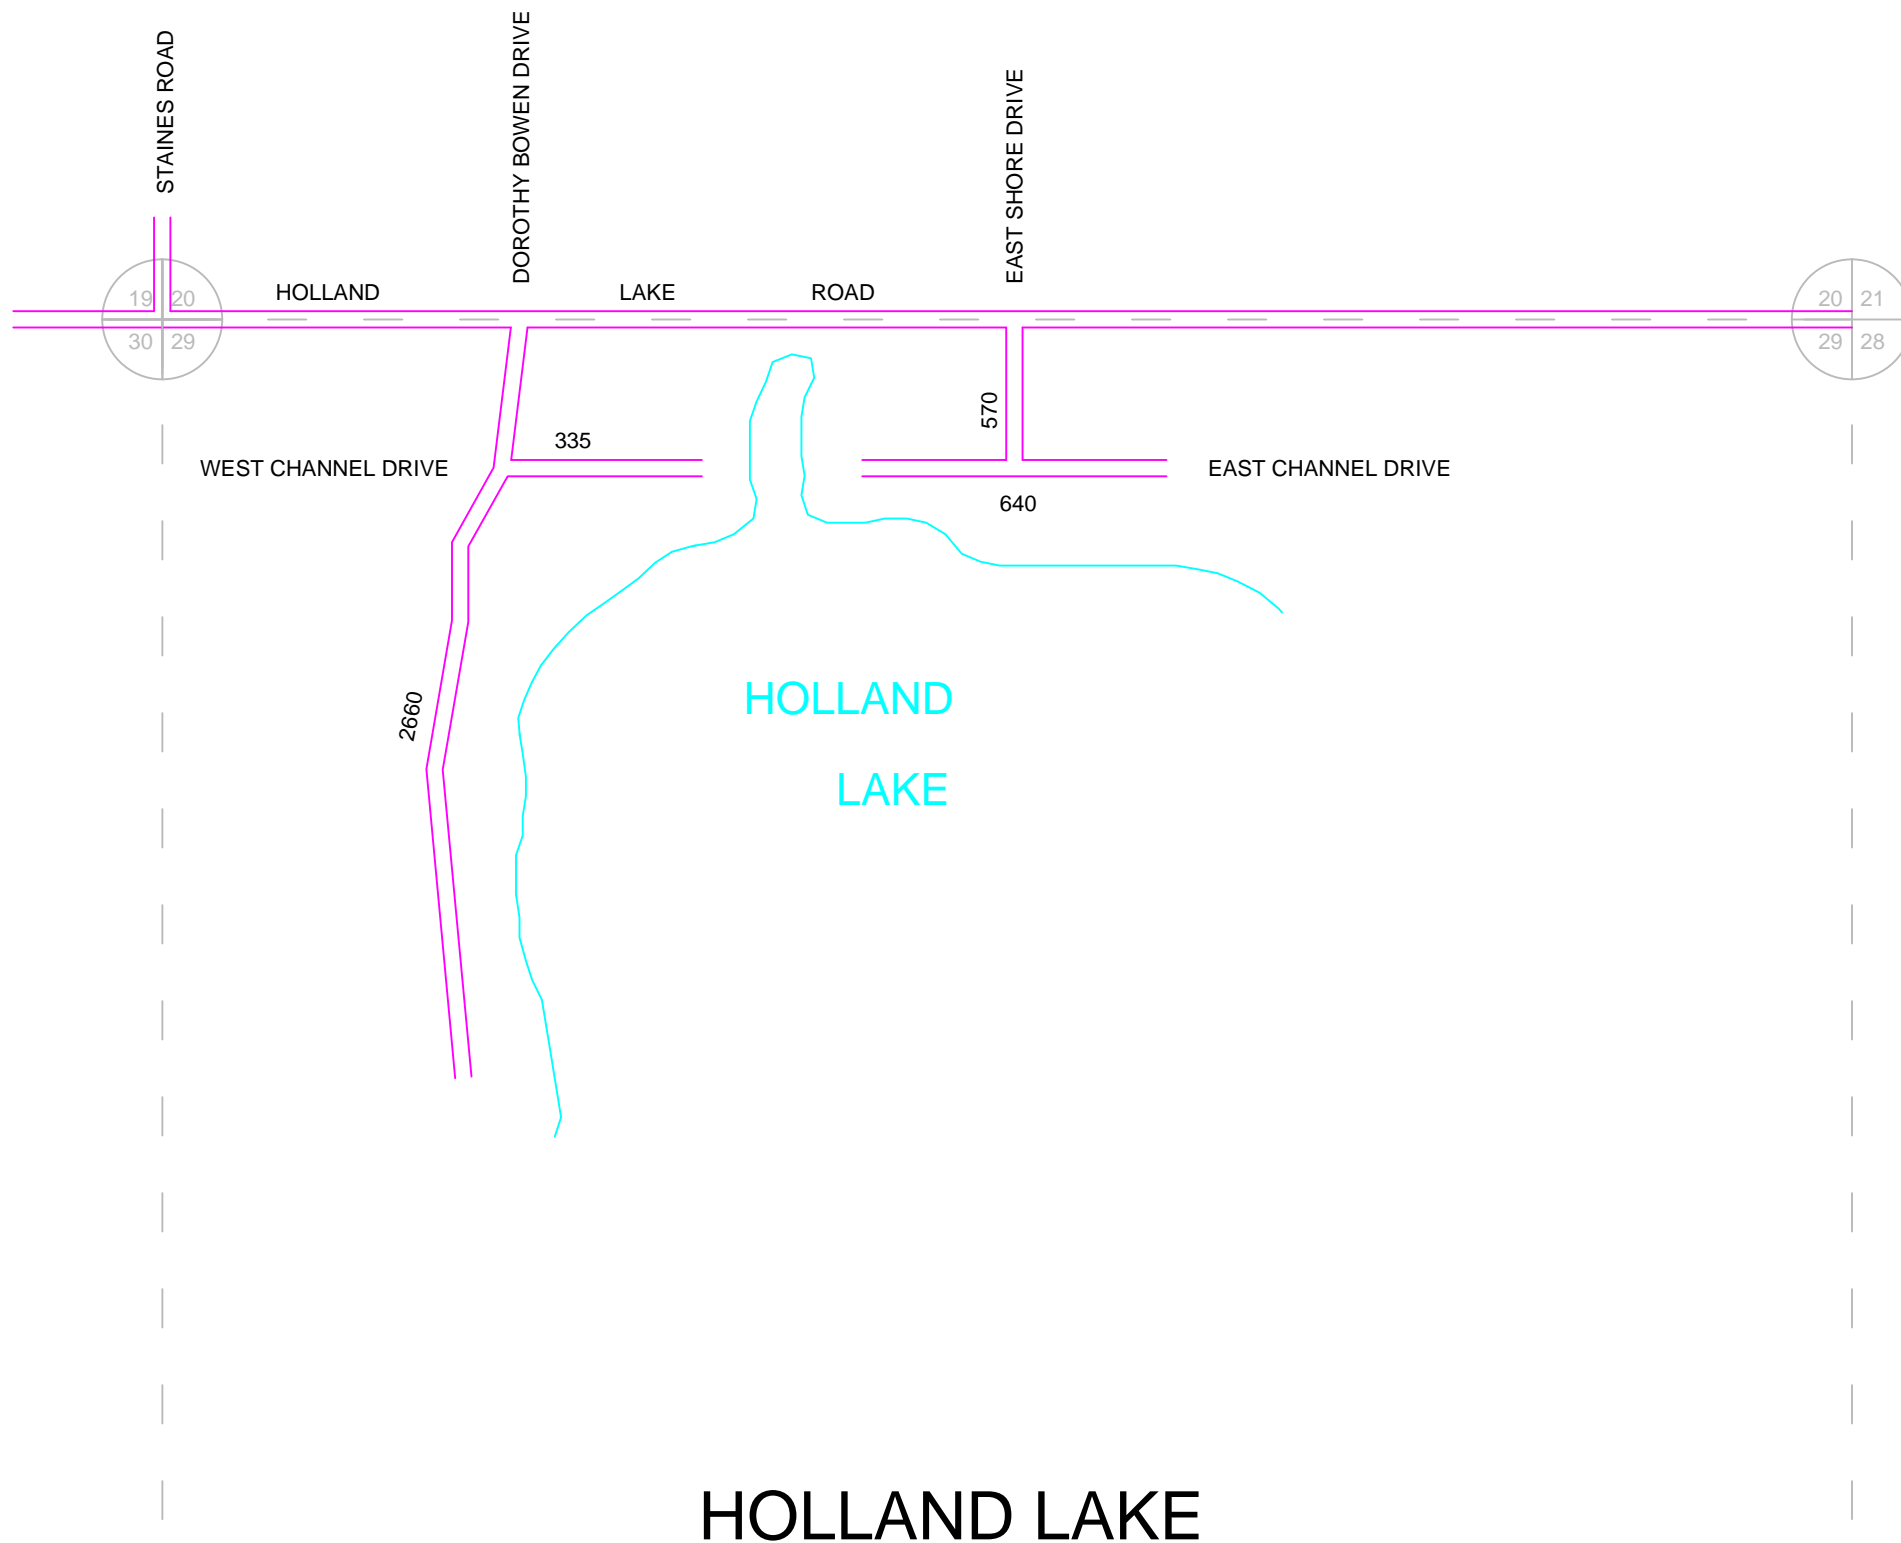 STAINES ROAD
DOROTHY BOWEN DRIVE
EAST SHORE DRIVE
HOLLAND LAKE ROAD
19 20
30 29
20 21
29 28
570
335
WEST CHANNEL DRIVE
EAST CHANNEL DRIVE
640
2660
HOLLAND
LAKE
HOLLAND LAKE